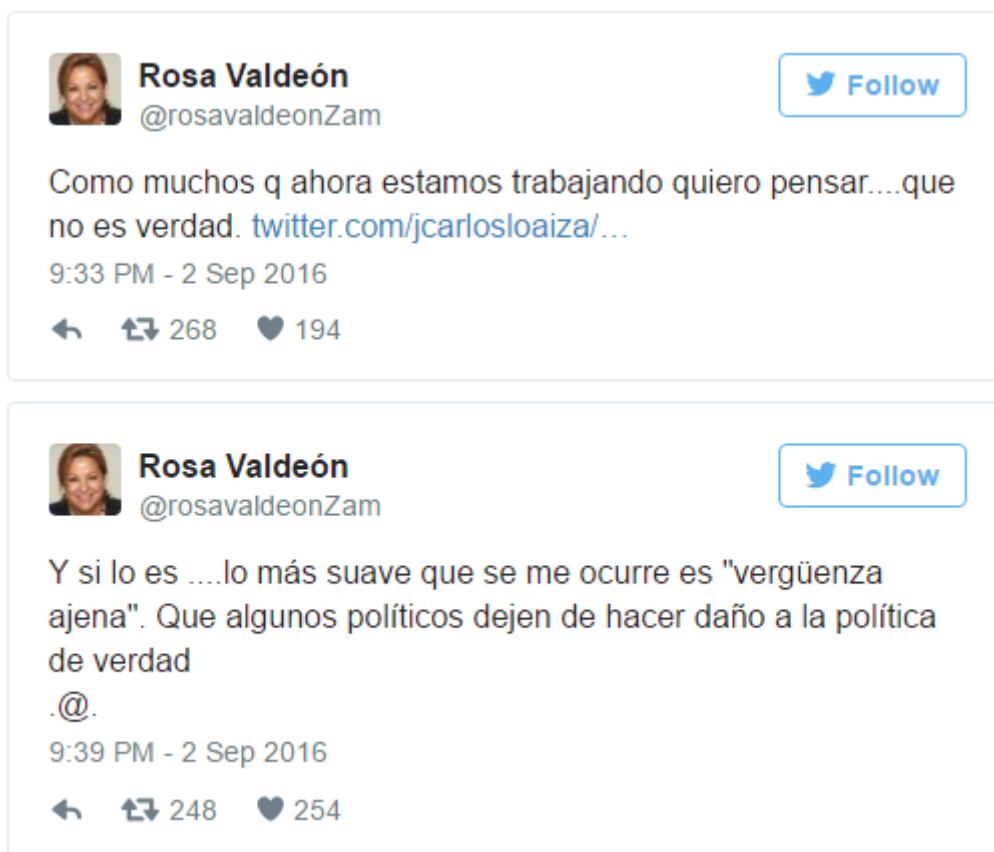 Rosa Valdeón
Follow
@rosavaldeonZam
Como muchos q ahora estamos trabajando quiero pensar....que
no es verdad. twitter.com/jcarlosloaiza/…
9:33 PM - 2 Sep 2016
268 194
Rosa Valdeón
Follow
@rosavaldeonZam
Y si lo es ....lo más suave que se me ocurre es "vergüenza
ajena". Que algunos políticos dejen de hacer daño a la política
de verdad
.@.
9:39 PM - 2 Sep 2016
248 254